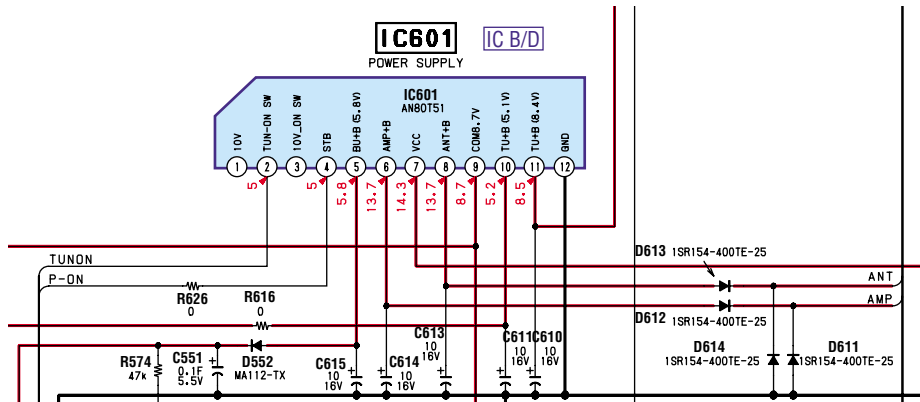 IC601
IC B/D
POWER SUPPLY
IC601
AN80T51
10V
TUN-ON SW
10V_ON SW
STB
BU+B(5.8V)
AMP+B
VCC
ANT+B
COM8.7V
TU+B(5.1V)
TU+B(8.4V)
GND
1 2 3 4 5 6 7 8 9 10 11 12
5
5
5.8
13.7
14.3
13.7
8.7
5.2
8.5
TUNON
P-ON
R626
0
R616
0
D613 1SR154-400TE-25
ANT
AMP
D612 1SR154-400TE-25
R574
47k
C551
0.1F
5.5V
D552
MA112-TX
C615 10
16V
C614 10
16V
C613
10
16V
C611
10
16V
C610
10
16V
D614
1SR154-400TE-25
D611
1SR154-400TE-25